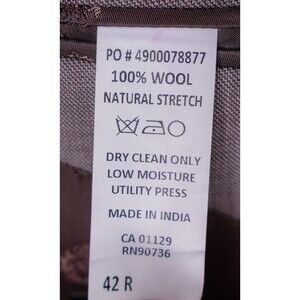 PO # 4900078877
100% WOOL
NATURAL STRETCH
DRY CLEAN ONLY
LOW MOISTURE
UTILITY PRESS
MADE IN INDIA
CA 01129
RN90736
42 R